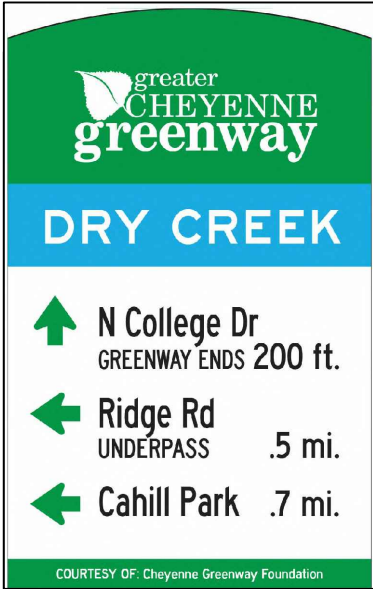 greater
CHEYENNE
greenway
DRY CREEK
N College Dr
GREENWAY ENDS 200 ft.
Ridge Rd
UNDERPASS .5 mi.
Cahill Park .7 mi.
COURTESY OF: Cheyenne Greenway Foundation